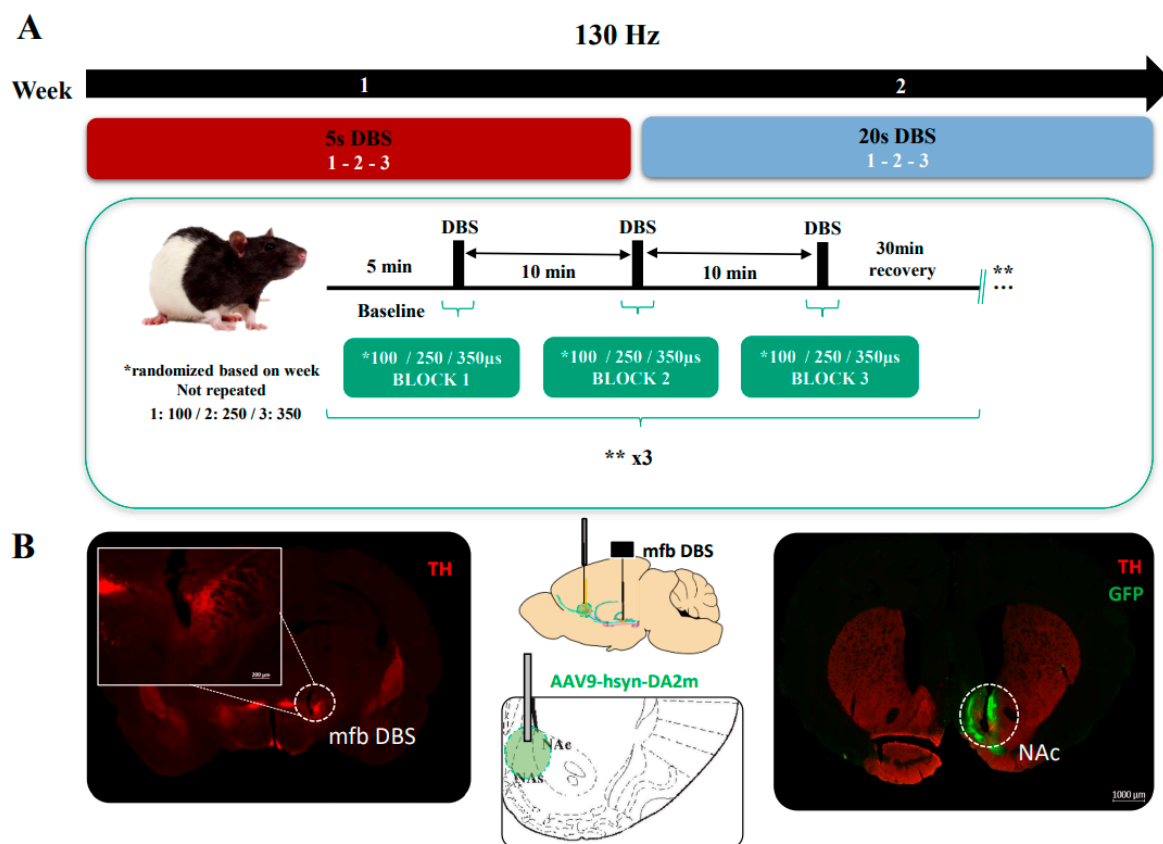 A
130 Hz
Week
1
2
5s DBS
1 - 2 - 3
20s DBS
1 - 2 - 3
DBS
DBS
DBS
5 min
10 min
10 min
30min
recovery
**
...
Baseline
*100 / 250 / 350µs
BLOCK 1
*100 / 250 / 350µs
BLOCK 2
*100 / 250 / 350µs
BLOCK 3
*randomized based on week
Not repeated
1: 100 / 2: 250 / 3: 350
** x3
B
TH
200 µm
mfb DBS
mfb DBS
AAV9-hsyn-DA2m
NAc
NAs
TH
GFP
NAc
1000 µm